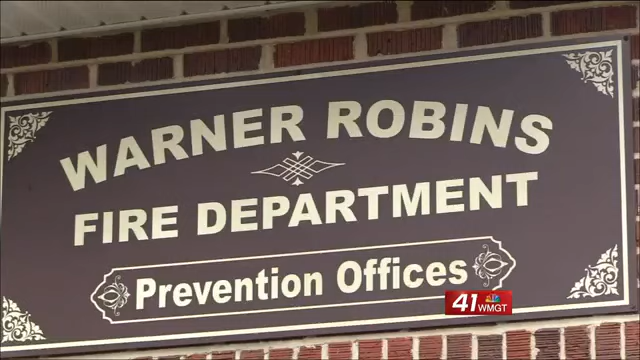 WARNER ROBINS
FIRE DEPARTMENT
Prevention Offices
41 WMGT